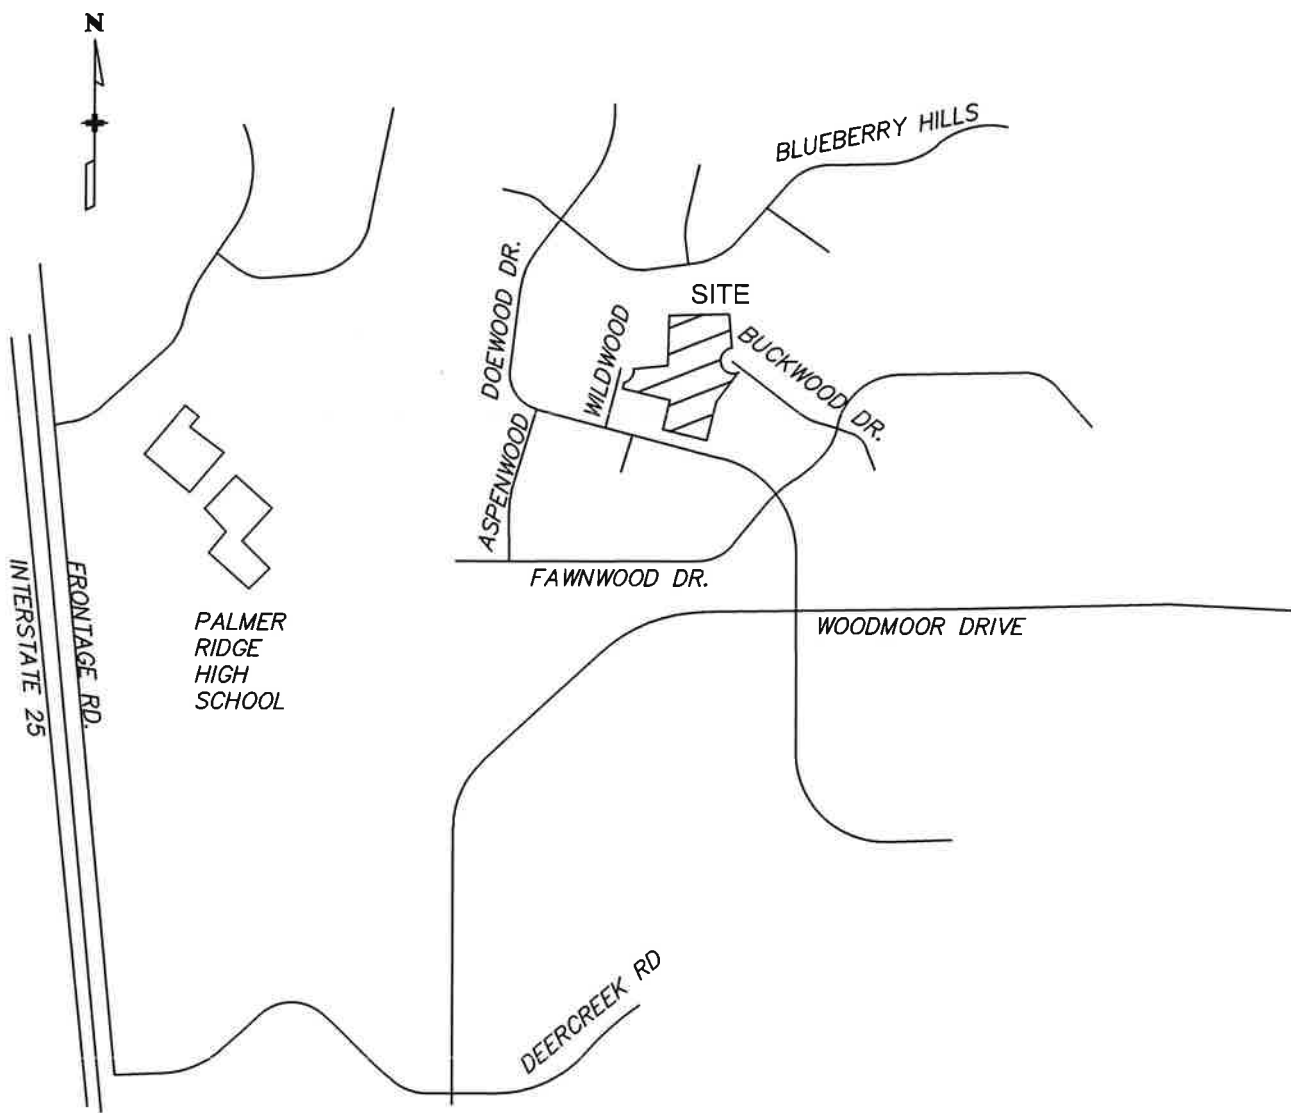 N
BLUEBERRY HILLS
DOEWOOD DR.
SITE
WILDWOOD
BUCKWOOD DR.
ASPENWOOD
FAWNWOOD DR.
FRONTAGE RD.
INTERSTATE 25
PALMER
RIDGE
HIGH
SCHOOL
WOODMOOR DRIVE
DEERCREEK RD